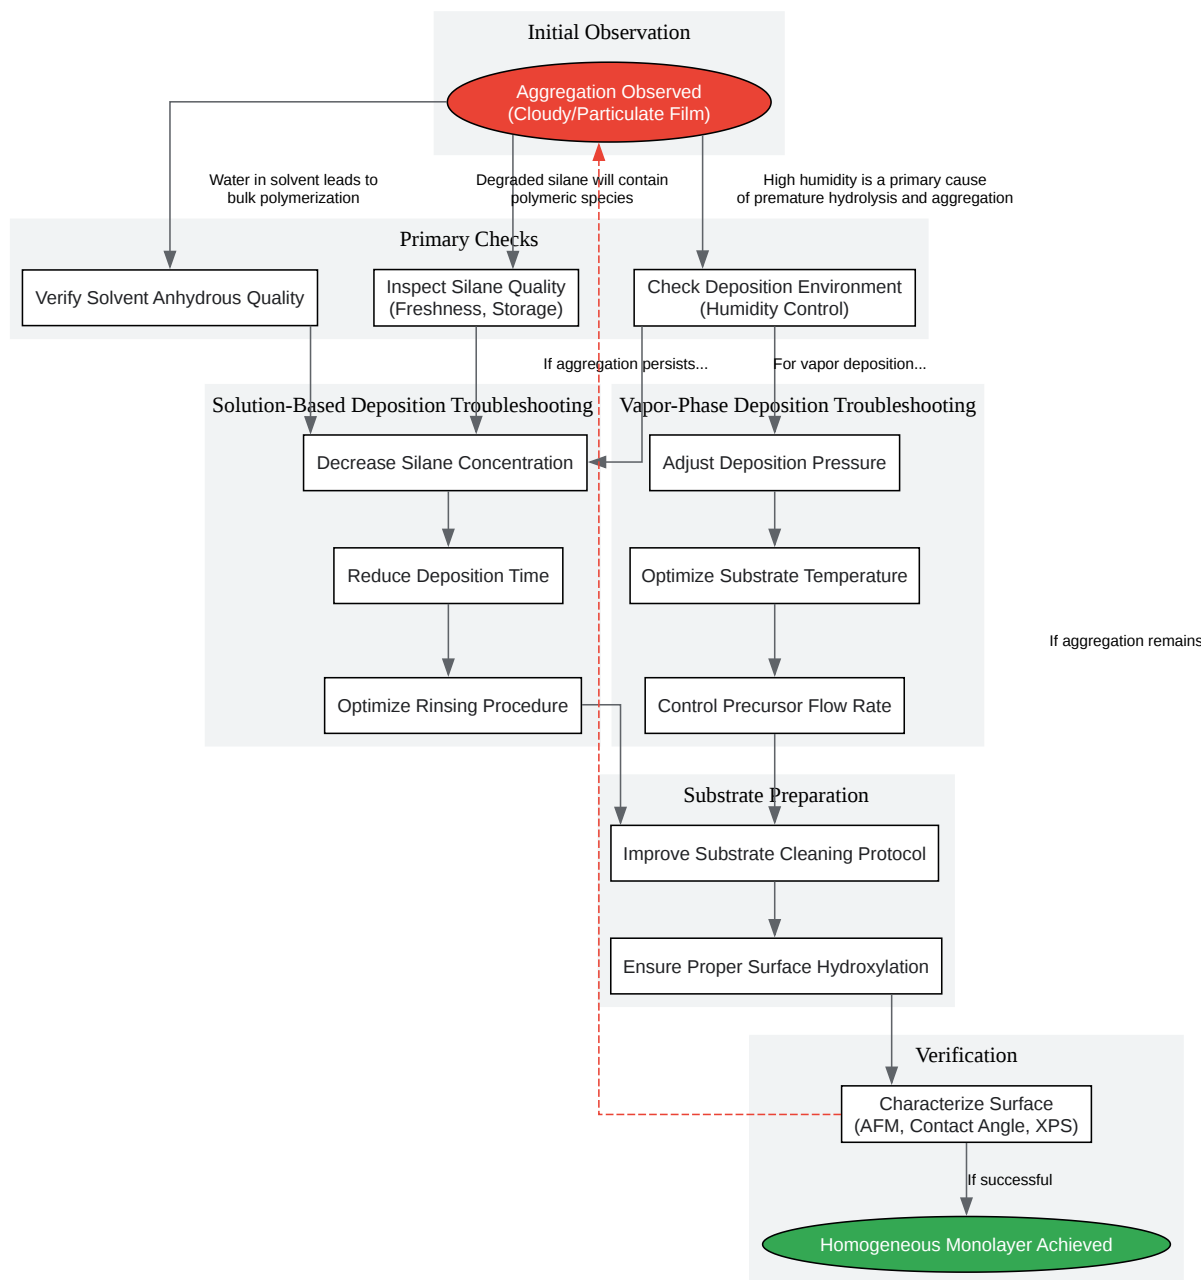 Initial Observation
Aggregation Observed
(Cloudy/Particulate Film)
Water in solvent leads to
bulk polymerization
Degraded silane will contain
polymeric species
High humidity is a primary cause
of premature hydrolysis and aggregation
Primary Checks
Verify Solvent Anhydrous Quality
Inspect Silane Quality
(Freshness, Storage)
Check Deposition Environment
(Humidity Control)
If aggregation persists...
For vapor deposition...
Solution-Based Deposition Troubleshooting
Vapor-Phase Deposition Troubleshooting
Decrease Silane Concentration
Adjust Deposition Pressure
Reduce Deposition Time
Optimize Substrate Temperature
If aggregation remains
Optimize Rinsing Procedure
Control Precursor Flow Rate
Substrate Preparation
Improve Substrate Cleaning Protocol
Ensure Proper Surface Hydroxylation
Verification
Characterize Surface
(AFM, Contact Angle, XPS)
If successful
Homogeneous Monolayer Achieved